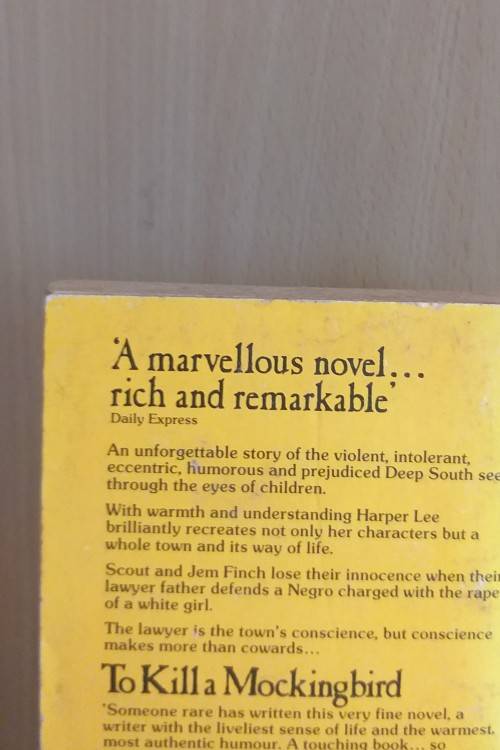 ‘A marvellous novel...
rich and remarkable’
Daily Express
An unforgettable story of the violent, intolerant,
eccentric, humorous and prejudiced Deep South see
through the eyes of children.
With warmth and understanding Harper Lee
brilliantly recreates not only her characters but a
whole town and its way of life.
Scout and Jem Finch lose their innocence when their
lawyer father defends a Negro charged with the rape
of a white girl.
The lawyer is the town's conscience, but conscience
makes more than cowards...
To Kill a Mockingbird
‘Someone rare has written this very fine novel, a
writer with the liveliest sense of life and the warmest,
most authentic humour. A touching book... so